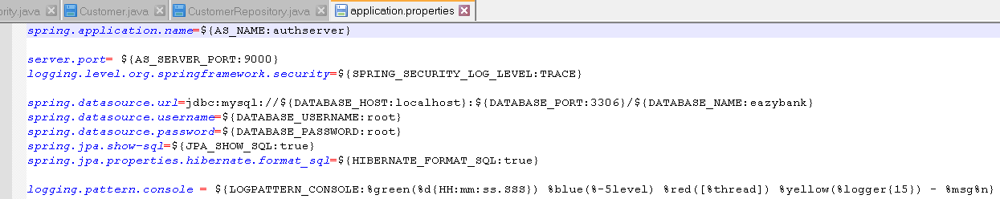 ority.java Customer.java CustomerRepository.java application.properties
spring.application.name=${AS_NAME:authserver}
server.port= ${AS_SERVER_PORT:9000}
logging.level.org.springframework.security=${SPRING_SECURITY_LOG_LEVEL:TRACE}
spring.datasource.url=jdbc:mysql://${DATABASE_HOST:localhost}:${DATABASE_PORT:3306}/${DATABASE_NAME:eazybank}
spring.datasource.username=${DATABASE_USERNAME:root}
spring.datasource.password=${DATABASE_PASSWORD:root}
spring.jpa.show-sql=${JPA_SHOW_SQL:true}
spring.jpa.properties.hibernate.format_sql=${HIBERNATE_FORMAT_SQL:true}
logging.pattern.console = ${LOGPATTERN_CONSOLE:%green(%d{HH:mm:ss.SSS}) %blue(%-5level) %red([%thread]) %yellow(%logger{15}) - %msg%n}